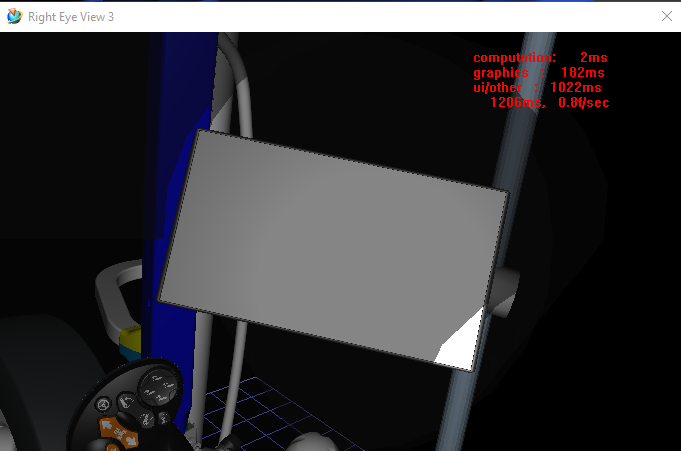 Right Eye View 3
computation: 2ms
graphics : 182ms
ui/other : 1022ms
1206ms, 0.8f/sec